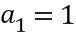 a₁ = 1